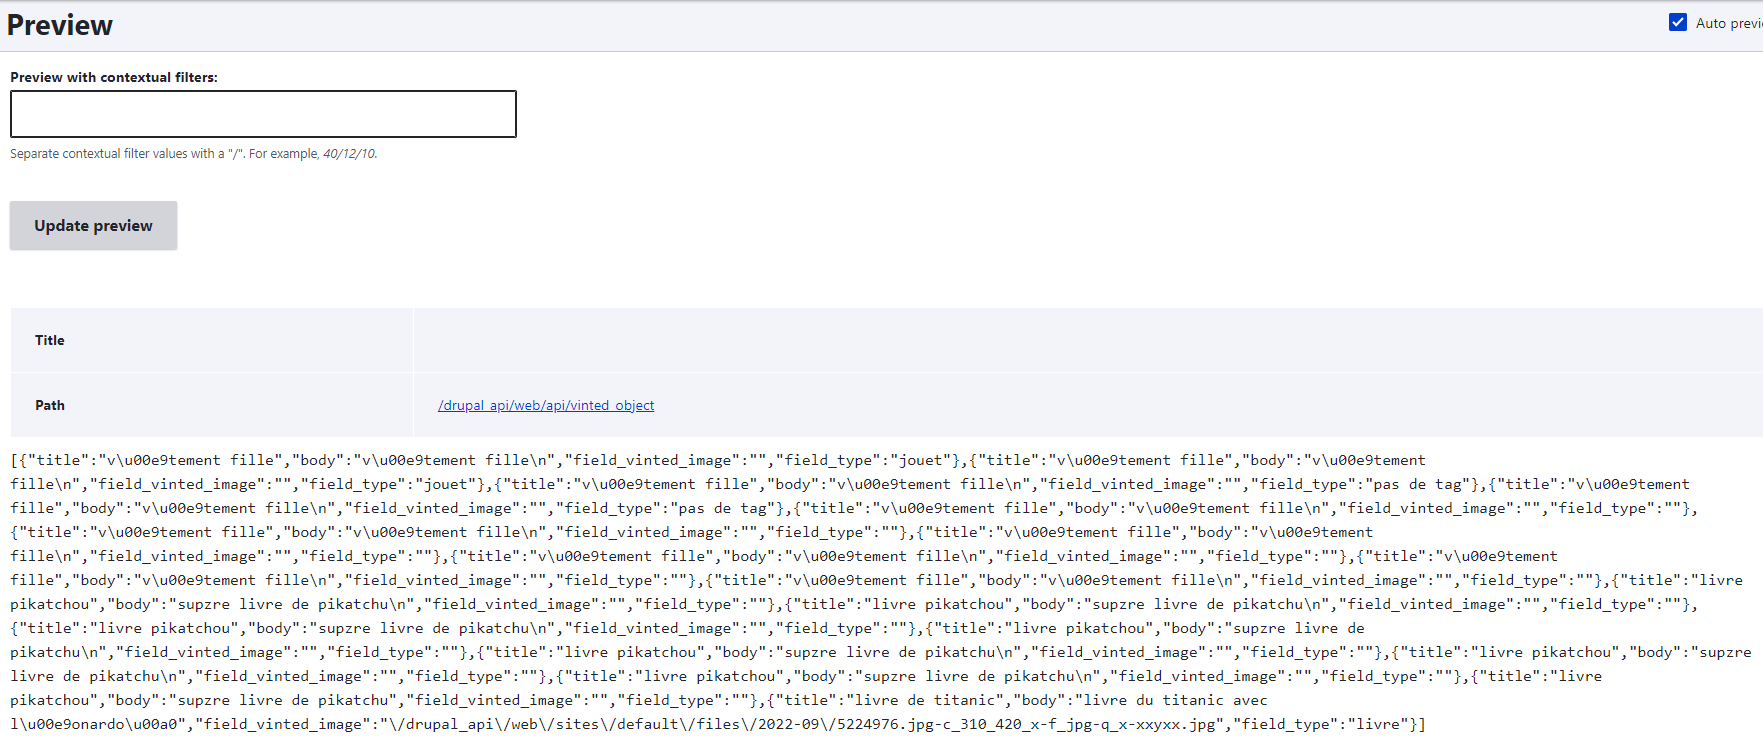 Preview
Auto previ
Preview with contextual filters:
Separate contextual filter values with a "/". For example, 40/12/10.
Update preview
Title
Path /drupal_api/web/api/vinted_object
[{"title":"v\u00e9tement fille","body":"v\u00e9tement fille\n","field_vinted_image":"","field_type":"jouet"},{"title":"v\u00e9tement fille","body":"v\u00e9tement
fille\n","field_vinted_image":"","field_type":"jouet"},{"title":"v\u00e9tement fille","body":"v\u00e9tement fille\n","field_vinted_image":"","field_type":"pas de tag"},{"title":"v\u00e9tement
fille","body":"v\u00e9tement fille\n","field_vinted_image":"","field_type":"pas de tag"},{"title":"v\u00e9tement fille","body":"v\u00e9tement fille\n","field_vinted_image":"","field_type":""},
{"title":"v\u00e9tement fille","body":"v\u00e9tement fille\n","field_vinted_image":"","field_type":""},{"title":"v\u00e9tement fille","body":"v\u00e9tement
fille\n","field_vinted_image":"","field_type":""},{"title":"v\u00e9tement fille","body":"v\u00e9tement fille\n","field_vinted_image":"","field_type":""},{"title":"v\u00e9tement
fille","body":"v\u00e9tement fille\n","field_vinted_image":"","field_type":""},{"title":"v\u00e9tement fille","body":"v\u00e9tement fille\n","field_vinted_image":"","field_type":""},{"title":"livre
pikatchou","body":"supzre livre de pikatchu\n","field_vinted_image":"","field_type":""},{"title":"livre pikatchou","body":"supzre livre de pikatchu\n","field_vinted_image":"","field_type":""},
{"title":"livre pikatchou","body":"supzre livre de pikatchu\n","field_vinted_image":"","field_type":""},{"title":"livre pikatchou","body":"supzre livre de
pikatchu\n","field_vinted_image":"","field_type":""},{"title":"livre pikatchou","body":"supzre livre de pikatchu\n","field_vinted_image":"","field_type":""},{"title":"livre pikatchou","body":"supzre
livre de pikatchu\n","field_vinted_image":"","field_type":""},{"title":"livre pikatchou","body":"supzre livre de pikatchu\n","field_vinted_image":"","field_type":""},{"title":"livre
pikatchou","body":"supzre livre de pikatchu","field_vinted_image":"","field_type":""},{"title":"livre de titanic","body":"livre du titanic avec
l\u00e9onardo\u00a0","field_vinted_image":"\/drupal_api\/web\/sites\/default\/files\/2022-09\/5224976.jpg-c_310_420_x-f_jpg-q_x-xxyxx.jpg","field_type":"livre"}]